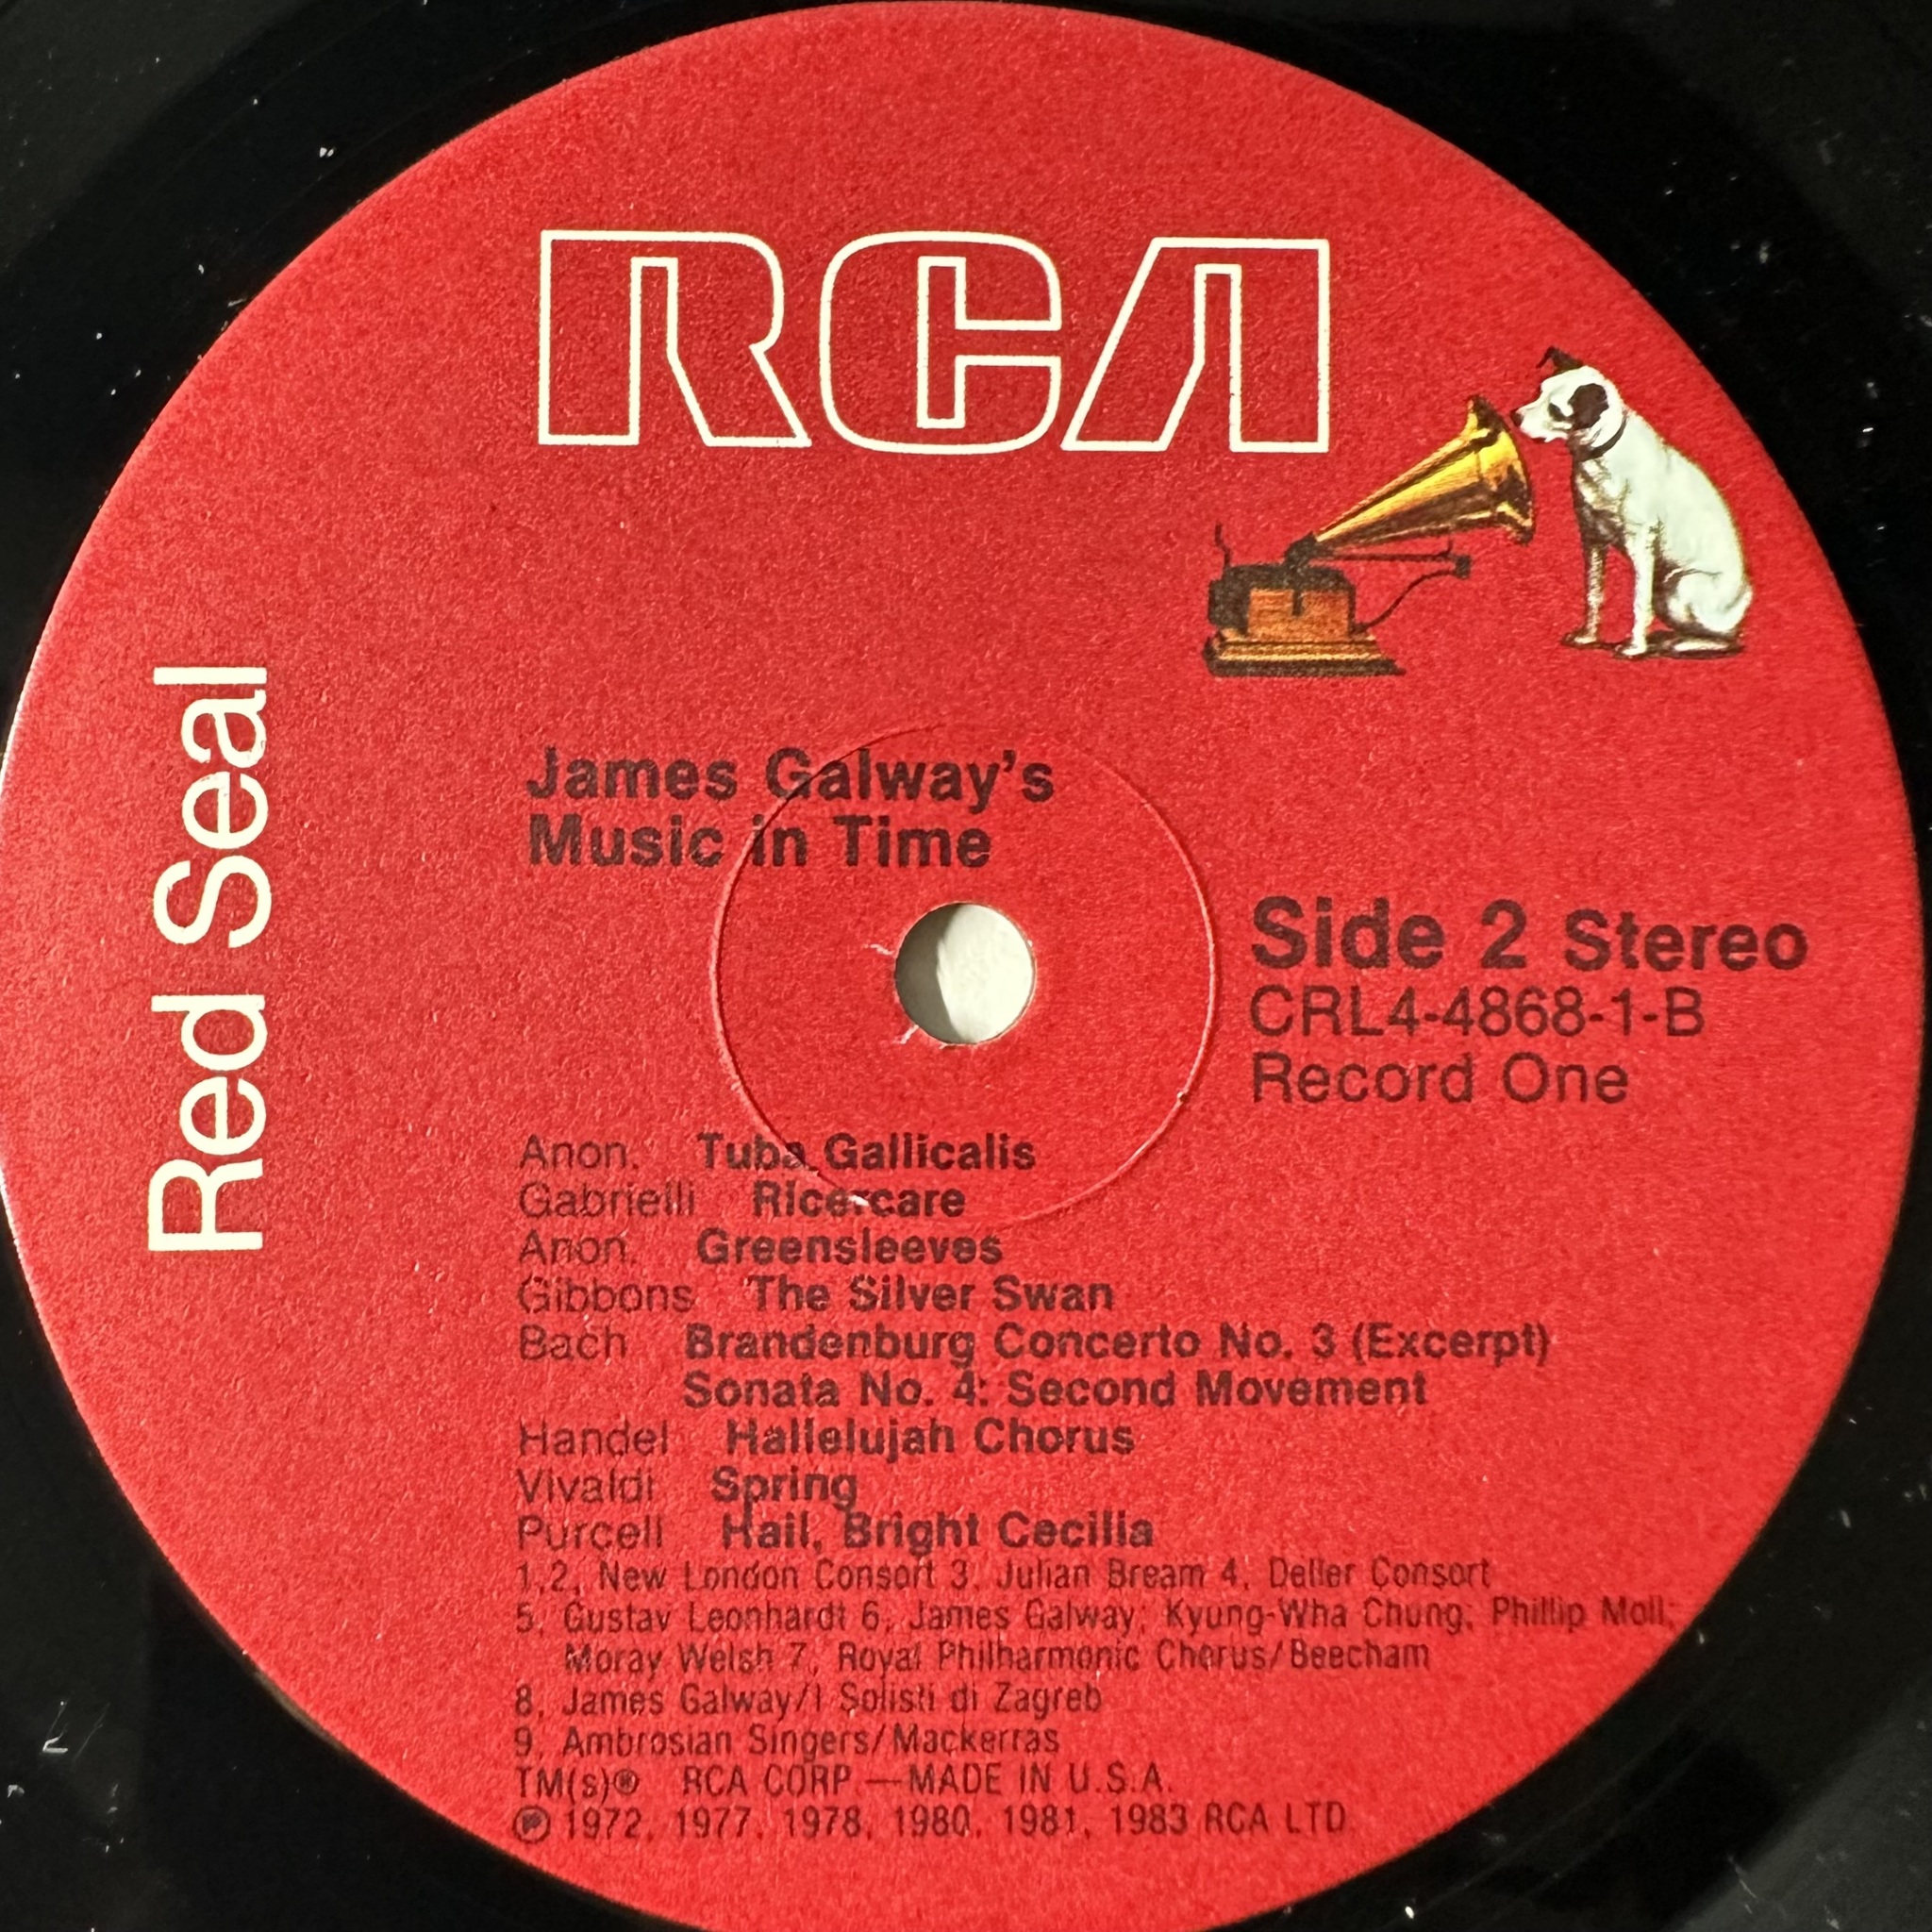 RCA
Red Seal
James Galway's
Music in Time
Side 2 Stereo
CRL4-4868-1-B
Record One
Anon. Tuba Gallicalis
Gabrielli Ricercare
Anon. Greensleeves
Gibbons The Silver Swan
Bach Brandenburg Concerto No. 3 (Excerpt)
Sonata No. 4: Second Movement
Handel Hallelujah Chorus
Vivaldi Spring
Purcell Hail, Bright Cecilia
1,2, New London Consort 3, Julian Bream 4, Deller Consort
5, Gustav Leonhardt 6, James Galway; Kyung-Wha Chung; Phillip Moll;
Moray Welsh 7, Royal Philharmonic Chorus/Beecham
8, James Galway/I Solisti di Zagreb
9, Ambrosian Singers/Mackerras
TM(s)® RCA CORP.—MADE IN U.S.A.
℗ 1972, 1977, 1978, 1980, 1981, 1983 RCA LTD.